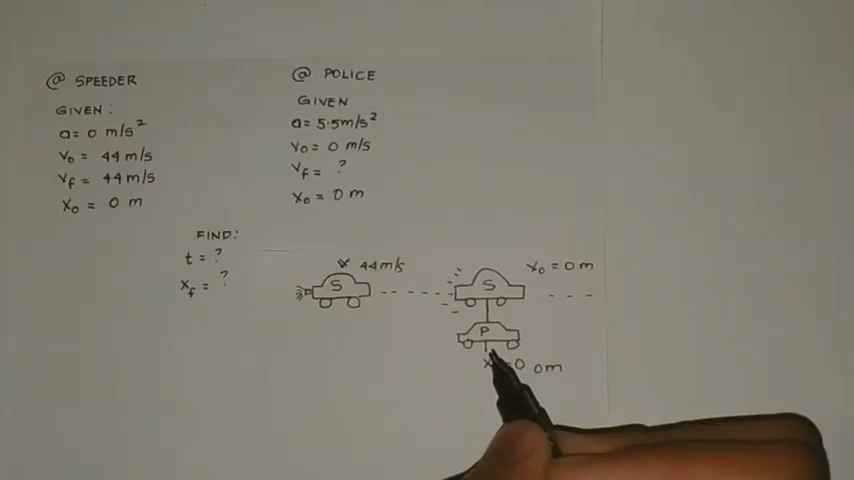 @ SPEEDER
GIVEN:
a = 0 m/s²
V₀ = 44 m/s
Vf = 44 m/s
X₀ = 0 m
@ POLICE
GIVEN
a = 5.5 m/s²
V₀ = 0 m/s
Vf = ?
X₀ = 0 m
FIND:
t = ?
xf = ?
44 m/s
S
S
X₀ = 0 m
P
0m